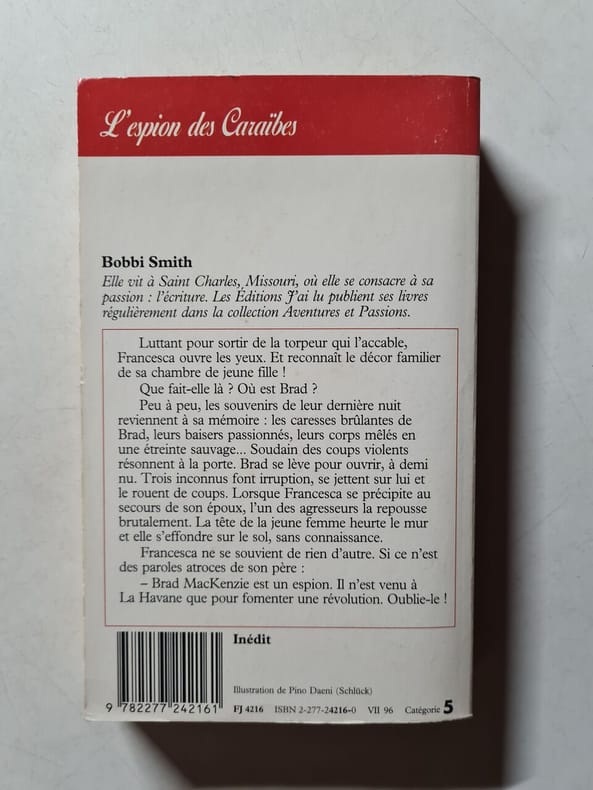 L'espion des Caraïbes
Bobbi Smith
Elle vit à Saint Charles, Missouri, où elle se consacre à sa
passion : l'écriture. Les Éditions J'ai lu publient ses livres
régulièrement dans la collection Aventures et Passions.
Luttant pour sortir de la torpeur qui l'accable,
Francesca ouvre les yeux. Et reconnaît le décor familier
de sa chambre de jeune fille !
Que fait-elle là ? Où est Brad ?
Peu à peu, les souvenirs de leur dernière nuit
reviennent à sa mémoire : les caresses brûlantes de
Brad, leurs baisers passionnés, leurs corps mêlés en
une étreinte sauvage... Soudain des coups violents
résonnent à la porte. Brad se lève pour ouvrir, à demi
nu. Trois inconnus font irruption, se jettent sur lui et
le rouent de coups. Lorsque Francesca se précipite au
secours de son époux, l'un des agresseurs la repousse
brutalement. La tête de la jeune femme heurte le mur
et elle s'effondre sur le sol, sans connaissance.
Francesca ne se souvient de rien d'autre. Si ce n'est
des paroles atroces de son père :
– Brad MacKenzie est un espion. Il n'est venu à
La Havane que pour fomenter une révolution. Oublie-le !
Inédit
Illustration de Pino Daeni (Schlück)
9 782277 242161
FJ 4216 ISBN 2-277-24216-0 VII 96 Catégorie 5